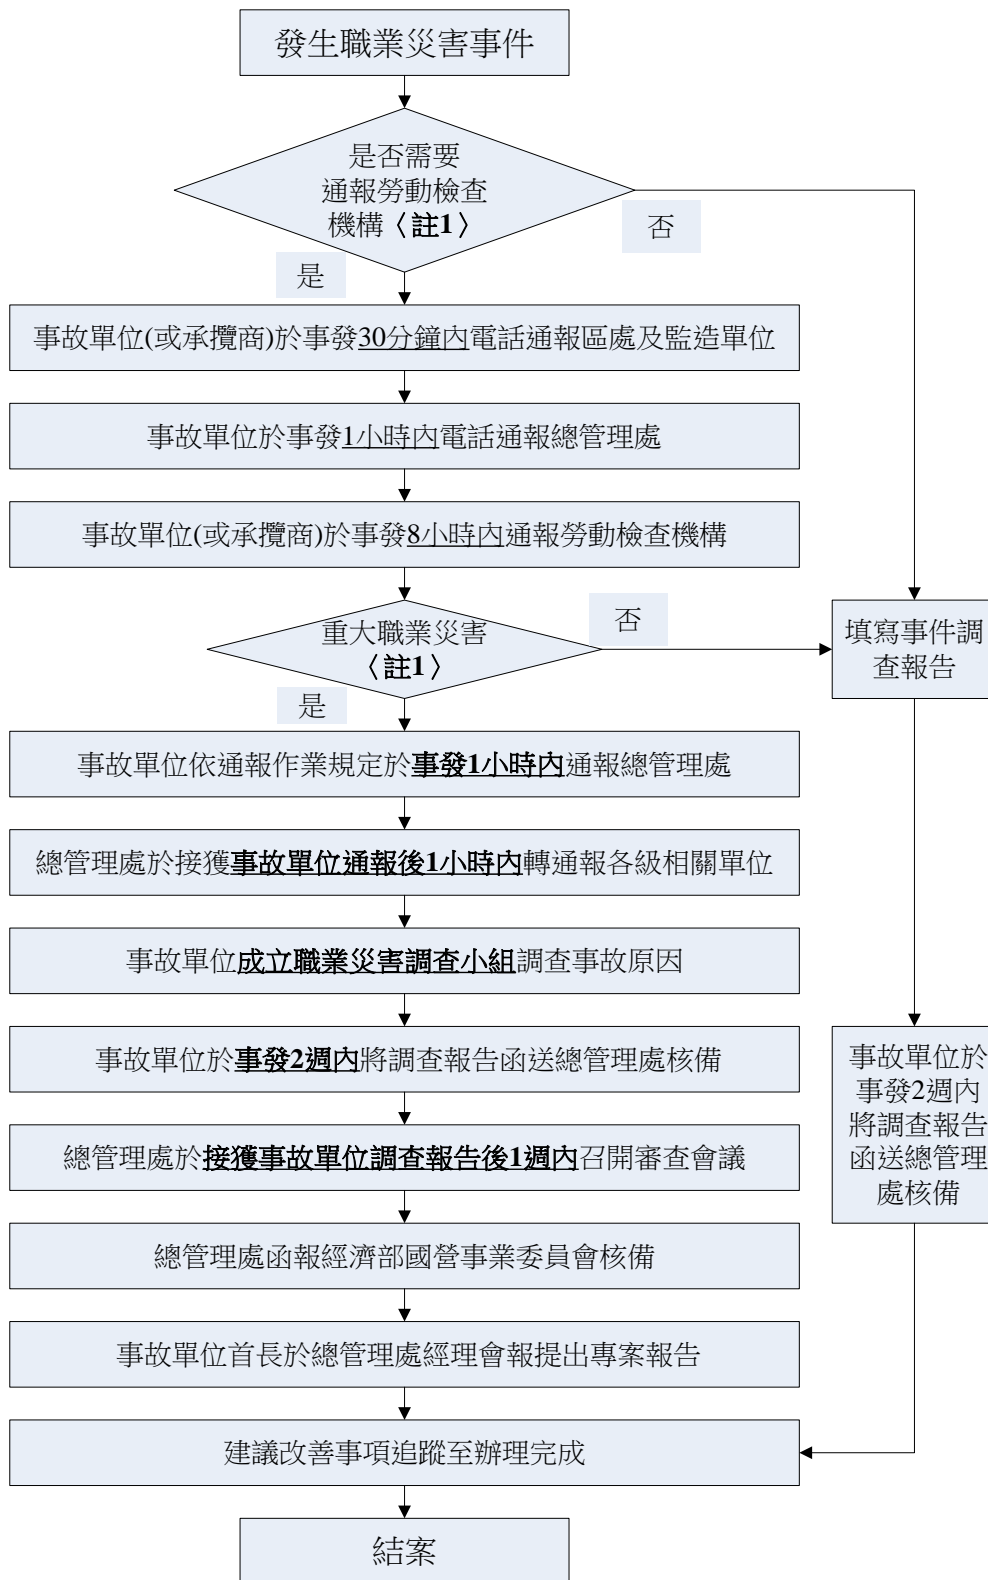 發生職業災害事件
是否需要
通報勞動檢查
機構〈註1〉
否
是
事故單位(或承攬商)於事發30分鐘內電話通報區處及監造單位
事故單位於事發1小時內電話通報總管理處
事故單位(或承攬商)於事發8小時內通報勞動檢查機構
重大職業災害
〈註1〉
否
是
填寫事件調
查報告
事故單位依通報作業規定於事發1小時內通報總管理處
總管理處於接獲事故單位通報後1小時內轉通報各級相關單位
事故單位成立職業災害調查小組調查事故原因
事故單位於事發2週內將調查報告函送總管理處核備
總管理處於接獲事故單位調查報告後1週內召開審查會議
事故單位於
事發2週內
將調查報告
函送總管理
處核備
總管理處函報經濟部國營事業委員會核備
事故單位首長於總管理處經理會報提出專案報告
建議改善事項追蹤至辦理完成
結案